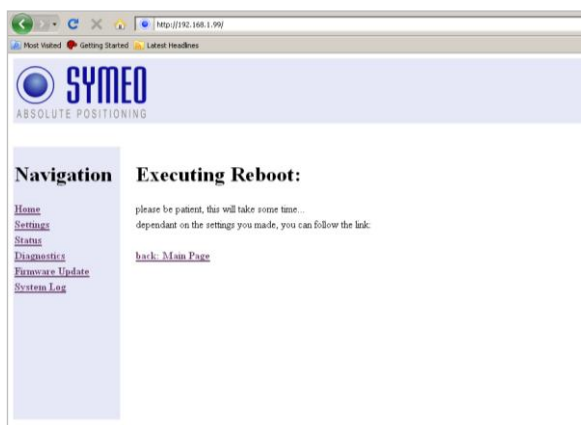 http://192.168.1.99/
Most Visited Getting Started Latest Headlines
SYMEO
ABSOLUTE POSITIONING
Navigation
Home
Settings
Status
Diagnostics
Firmware Update
System Log
Executing Reboot:
please be patient, this will take some time...
dependant on the settings you made, you can follow the link:
back: Main Page